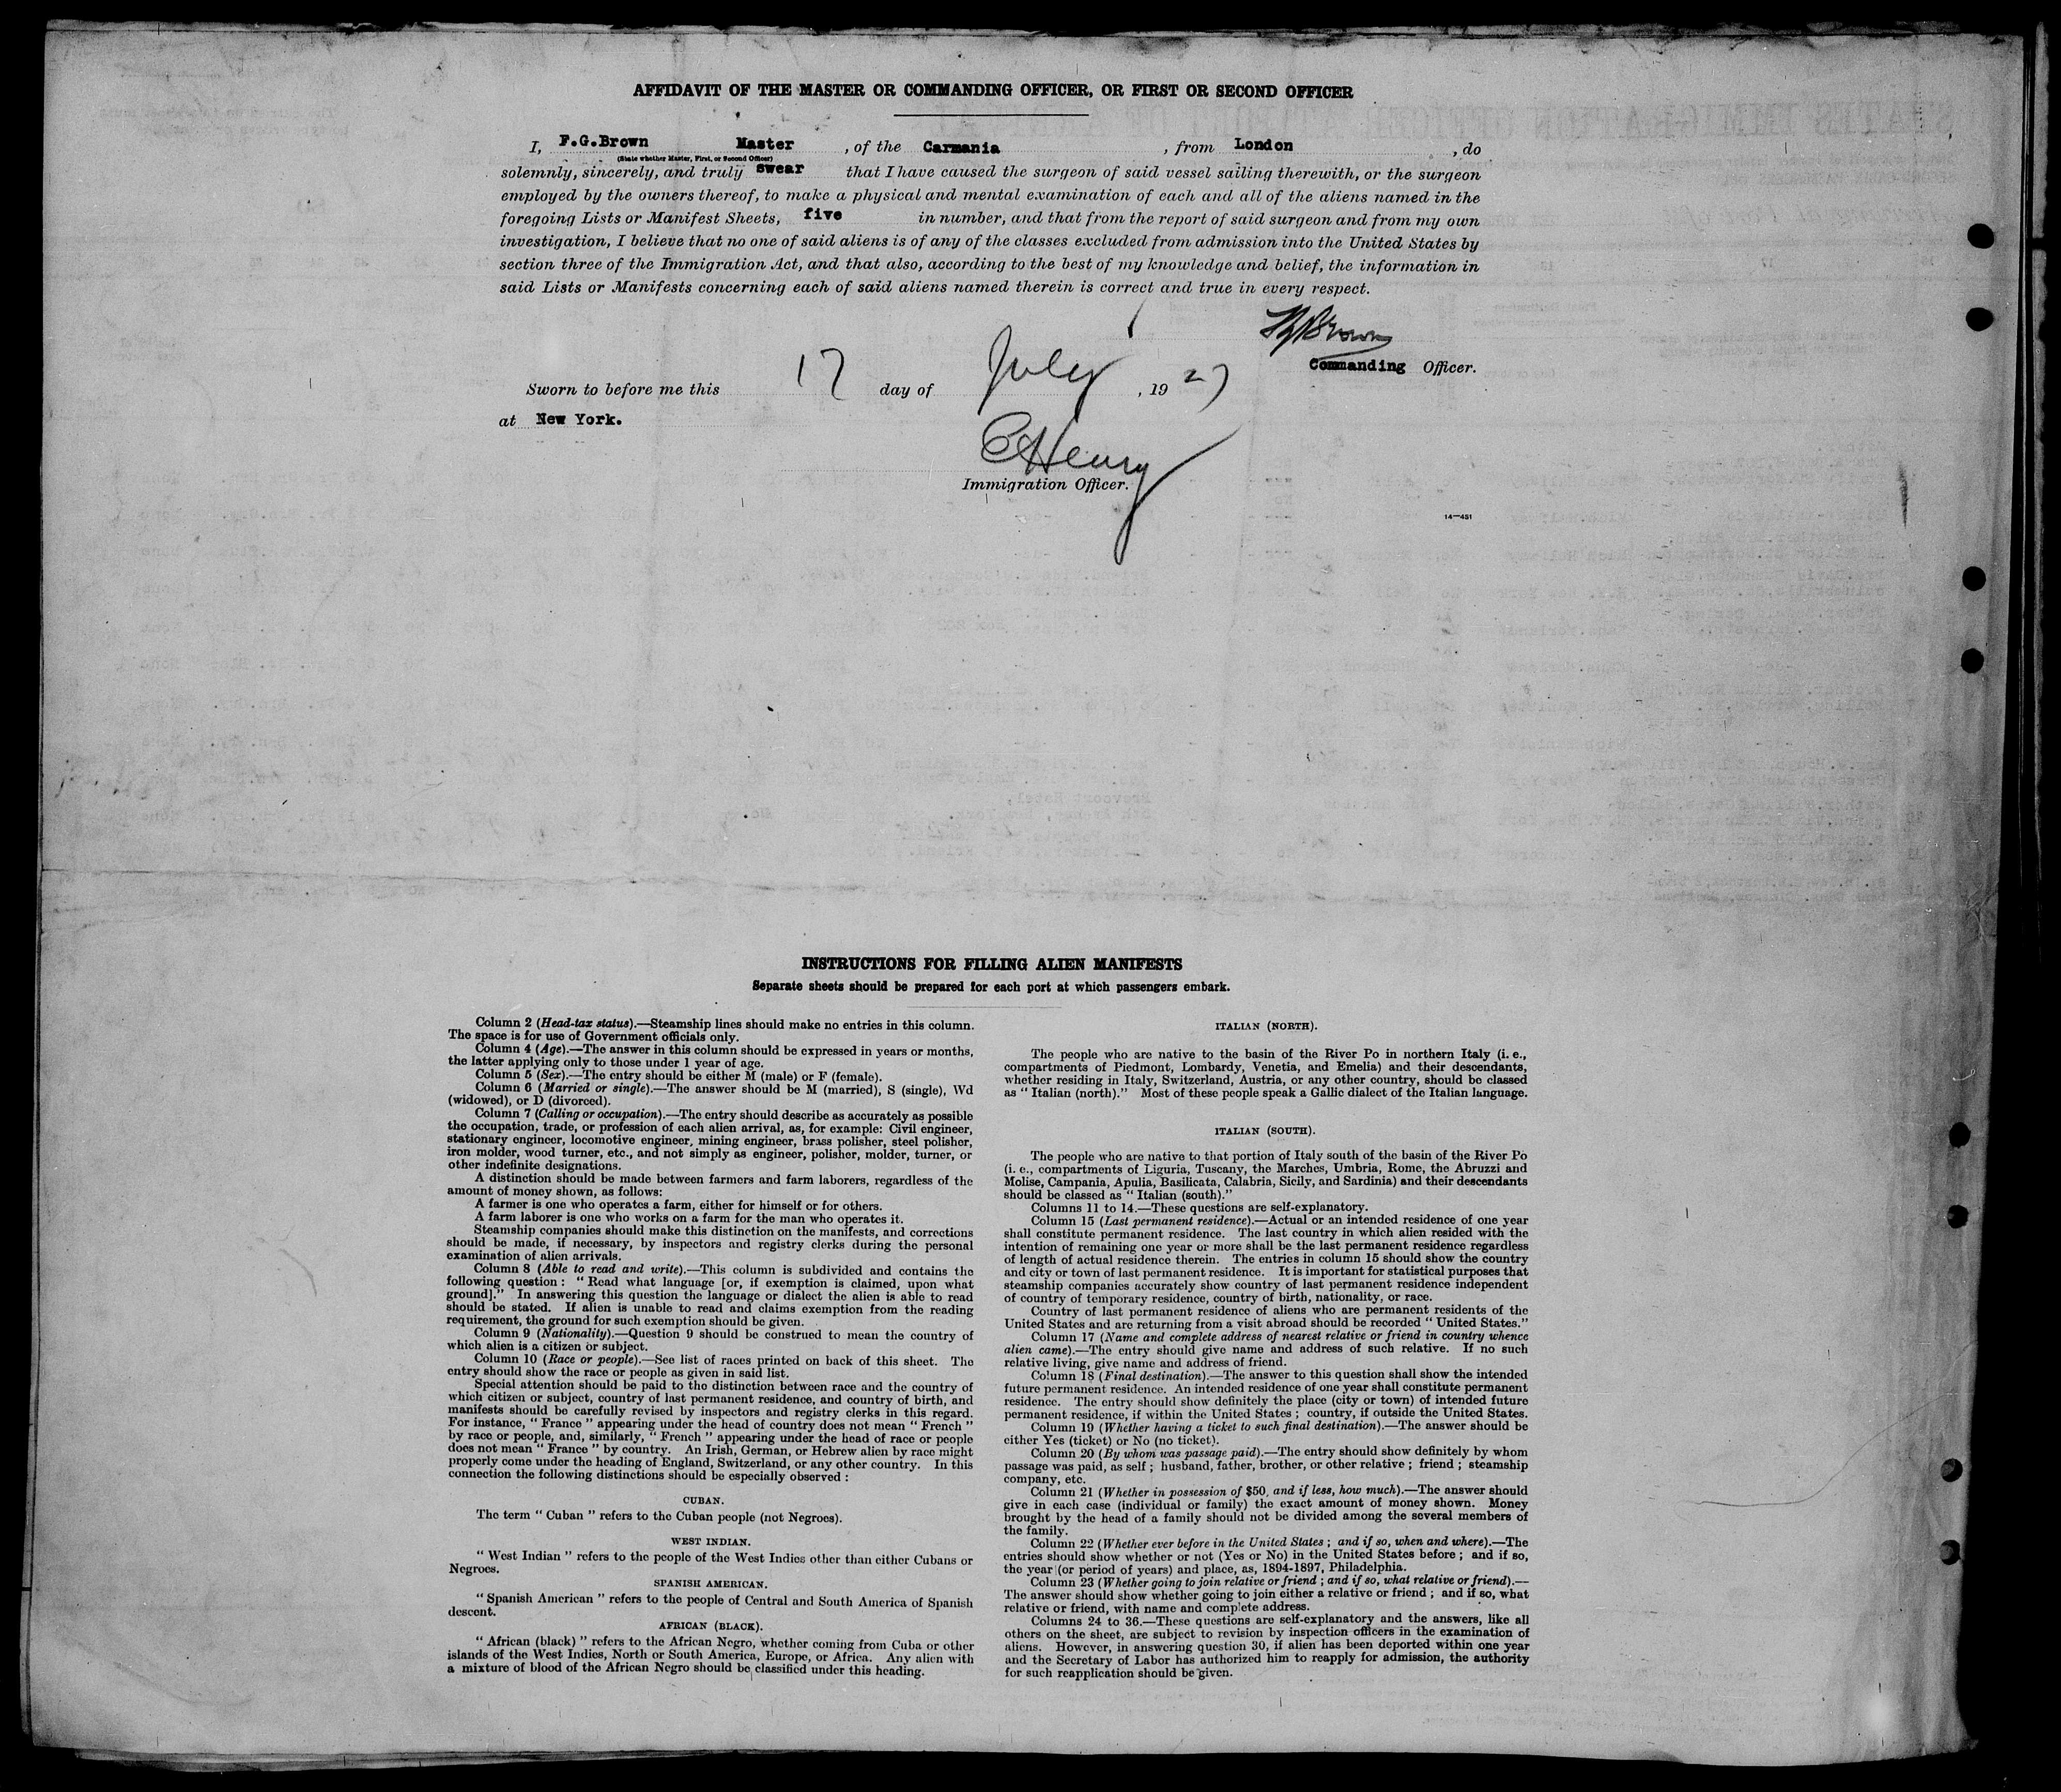 AFFIDAVIT OF THE MASTER OR COMMANDING OFFICER, OR FIRST OR SECOND OFFICER
I, F.G.Brown Master, of the Carmania, from London, do
(State whether Master, First, or Second Officer)
solemnly, sincerely, and truly swear that I have caused the surgeon of said vessel sailing therewith, or the surgeon
employed by the owners thereof, to make a physical and mental examination of each and all of the aliens named in the
foregoing Lists or Manifest Sheets, five in number, and that from the report of said surgeon and from my own
investigation, I believe that no one of said aliens is of any of the classes excluded from admission into the United States by
section three of the Immigration Act, and that also, according to the best of my knowledge and belief, the information in
said Lists or Manifests concerning each of said aliens named therein is correct and true in every respect.
FGBrown
Commanding Officer.
Sworn to before me this 17 day of July, 1927
at New York.
CHenry
Immigration Officer.
14—451
INSTRUCTIONS FOR FILLING ALIEN MANIFESTS
Separate sheets should be prepared for each port at which passengers embark.
Column 2 (Head-tax status).—Steamship lines should make no entries in this column.
The space is for use of Government officials only.
Column 4 (Age).—The answer in this column should be expressed in years or months,
the latter applying only to those under 1 year of age.
Column 5 (Sex).—The entry should be either M (male) or F (female).
Column 6 (Married or single).—The answer should be M (married), S (single), Wd
(widowed), or D (divorced).
Column 7 (Calling or occupation).—The entry should describe as accurately as possible
the occupation, trade, or profession of each alien arrival, as, for example: Civil engineer,
stationary engineer, locomotive engineer, mining engineer, brass polisher, steel polisher,
iron molder, wood turner, etc., and not simply as engineer, polisher, molder, turner, or
other indefinite designations.
A distinction should be made between farmers and farm laborers, regardless of the
amount of money shown, as follows:
A farmer is one who operates a farm, either for himself or for others.
A farm laborer is one who works on a farm for the man who operates it.
Steamship companies should make this distinction on the manifests, and corrections
should be made, if necessary, by inspectors and registry clerks during the personal
examination of alien arrivals.
Column 8 (Able to read and write).—This column is subdivided and contains the
following question : “ Read what language [or, if exemption is claimed, upon what
ground].” In answering this question the language or dialect the alien is able to read
should be stated. If alien is unable to read and claims exemption from the reading
requirement, the ground for such exemption should be given.
Column 9 (Nationality).—Question 9 should be construed to mean the country of
which alien is a citizen or subject.
Column 10 (Race or people).—See list of races printed on back of this sheet. The
entry should show the race or people as given in said list.
Special attention should be paid to the distinction between race and the country of
which citizen or subject, country of last permanent residence, and country of birth, and
manifests should be carefully revised by inspectors and registry clerks in this regard.
For instance, “ France ” appearing under the head of country does not mean “ French ”
by race or people, and, similarly, “ French ” appearing under the head of race or people
does not mean “ France ” by country. An Irish, German, or Hebrew alien by race might
properly come under the heading of England, Switzerland, or any other country. In this
connection the following distinctions should be especially observed :
CUBAN.
The term “ Cuban ” refers to the Cuban people (not Negroes).
WEST INDIAN.
“ West Indian ” refers to the people of the West Indies other than either Cubans or
Negroes.
SPANISH AMERICAN.
“ Spanish American ” refers to the people of Central and South America of Spanish
descent.
AFRICAN (BLACK).
“ African (black) ” refers to the African Negro, whether coming from Cuba or other
islands of the West Indies, North or South America, Europe, or Africa. Any alien with
a mixture of blood of the African Negro should be classified under this heading.
ITALIAN (NORTH).
The people who are native to the basin of the River Po in northern Italy (i. e.,
compartments of Piedmont, Lombardy, Venetia, and Emelia) and their descendants,
whether residing in Italy, Switzerland, Austria, or any other country, should be classed
as “ Italian (north).” Most of these people speak a Gallic dialect of the Italian language.
ITALIAN (SOUTH).
The people who are native to that portion of Italy south of the basin of the River Po
(i. e., compartments of Liguria, Tuscany, the Marches, Umbria, Rome, the Abruzzi and
Molise, Campania, Apulia, Basilicata, Calabria, Sicily, and Sardinia) and their descendants
should be classed as “ Italian (south).”
Columns 11 to 14.—These questions are self-explanatory.
Column 15 (Last permanent residence).—Actual or an intended residence of one year
shall constitute permanent residence. The last country in which alien resided with the
intention of remaining one year or more shall be the last permanent residence regardless
of length of actual residence therein. The entries in column 15 should show the country
and city or town of last permanent residence. It is important for statistical purposes that
steamship companies accurately show country of last permanent residence independent
of country of temporary residence, country of birth, nationality, or race.
Country of last permanent residence of aliens who are permanent residents of the
United States and are returning from a visit abroad should be recorded “ United States.”
Column 17 (Name and complete address of nearest relative or friend in country whence
alien came).—The entry should give name and address of such relative. If no such
relative living, give name and address of friend.
Column 18 (Final destination).—The answer to this question shall show the intended
future permanent residence. An intended residence of one year shall constitute permanent
residence. The entry should show definitely the place (city or town) of intended future
permanent residence, if within the United States ; country, if outside the United States.
Column 19 (Whether having a ticket to such final destination).—The answer should be
either Yes (ticket) or No (no ticket).
Column 20 (By whom was passage paid).—The entry should show definitely by whom
passage was paid, as self ; husband, father, brother, or other relative ; friend ; steamship
company, etc.
Column 21 (Whether in possession of $50, and if less, how much).—The answer should
give in each case (individual or family) the exact amount of money shown. Money
brought by the head of a family should not be divided among the several members of
the family.
Column 22 (Whether ever before in the United States ; and if so, when and where).—The
entries should show whether or not (Yes or No) in the United States before ; and if so,
the year (or period of years) and place, as, 1894-1897, Philadelphia.
Column 23 (Whether going to join relative or friend ; and if so, what relative or friend).—
The answer should show whether going to join either a relative or friend ; and if so, what
relative or friend, with name and complete address.
Columns 24 to 36.—These questions are self-explanatory and the answers, like all
others on the sheet, are subject to revision by inspection officers in the examination of
aliens. However, in answering question 30, if alien has been deported within one year
and the Secretary of Labor has authorized him to reapply for admission, the authority
for such reapplication should be given.